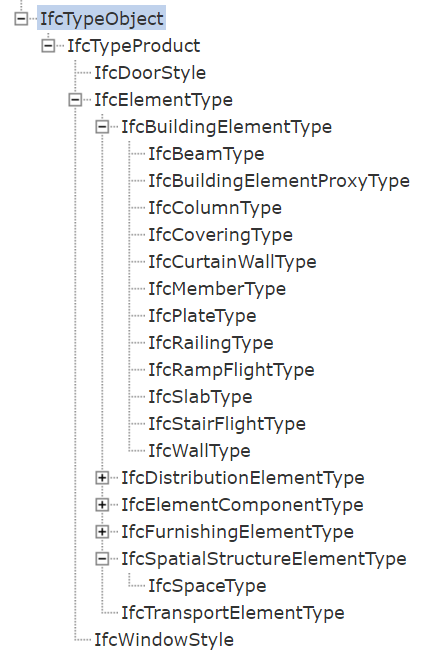 IfcTypeObject
IfcTypeProduct
IfcDoorStyle
IfcElementType
IfcBuildingElementType
IfcBeamType
IfcBuildingElementProxyType
IfcColumnType
IfcCoveringType
IfcCurtainWallType
IfcMemberType
IfcPlateType
IfcRailingType
IfcRampFlightType
IfcSlabType
IfcStairFlightType
IfcWallType
IfcDistributionElementType
IfcElementComponentType
IfcFurnishingElementType
IfcSpatialStructureElementType
IfcSpaceType
IfcTransportElementType
IfcWindowStyle